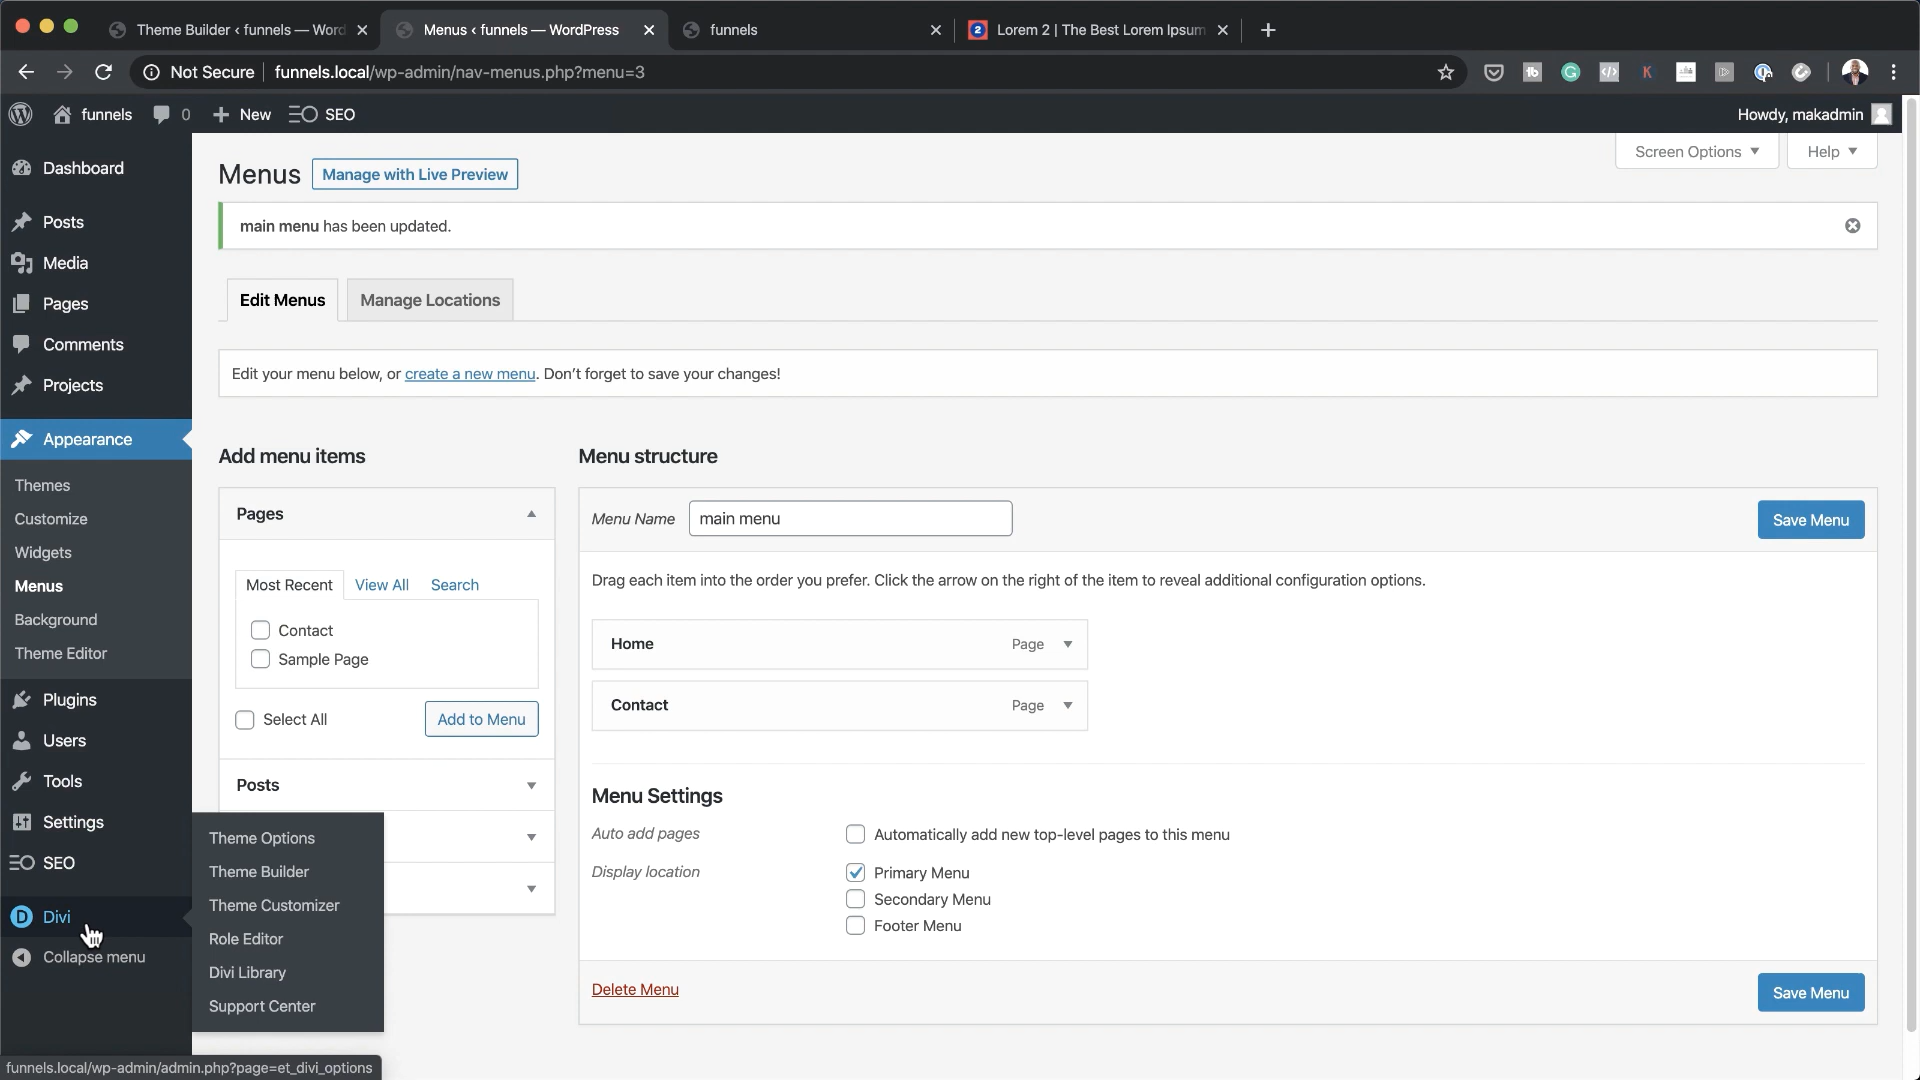 Theme Builder ‹ funnels — Word
Menus ‹ funnels — WordPress
funnels
Lorem 2 | The Best Lorem Ipsum
Not Secure
funnels.local/wp-admin/nav-menus.php?menu=3
funnels
0
New
SEO
Howdy, makadmin
Dashboard
Posts
Media
Pages
Comments
Projects
Appearance
Themes
Customize
Widgets
Menus
Background
Theme Editor
Plugins
Users
Tools
Settings
SEO
Divi
Collapse menu
Theme Options
Theme Builder
Theme Customizer
Role Editor
Divi Library
Support Center
Screen Options
Help
Menus
Manage with Live Preview
main menu has been updated.
Edit Menus
Manage Locations
Edit your menu below, or create a new menu. Don’t forget to save your changes!
Add menu items
Pages
Most Recent
View All
Search
Contact
Sample Page
Select All
Add to Menu
Posts
Menu structure
Menu Name
main menu
Save Menu
Drag each item into the order you prefer. Click the arrow on the right of the item to reveal additional configuration options.
Home
Page
Contact
Page
Menu Settings
Auto add pages
Automatically add new top-level pages to this menu
Display location
Primary Menu
Secondary Menu
Footer Menu
Delete Menu
Save Menu
funnels.local/wp-admin/admin.php?page=et_divi_options